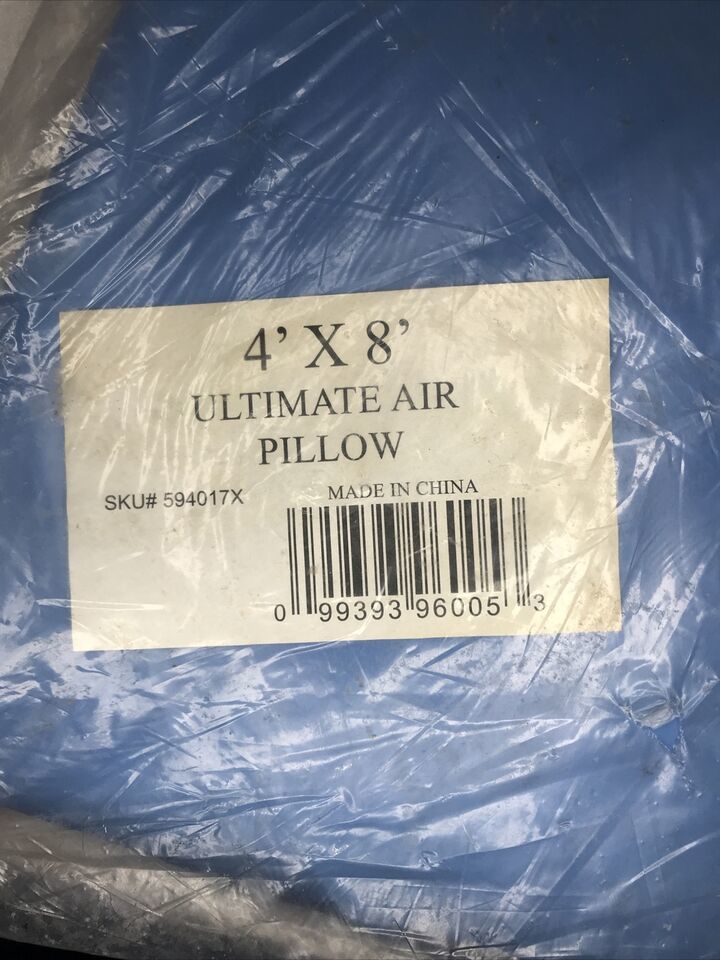 4' X 8'
ULTIMATE AIR
PILLOW
MADE IN CHINA
SKU# 594017X
0 99393 96005 3